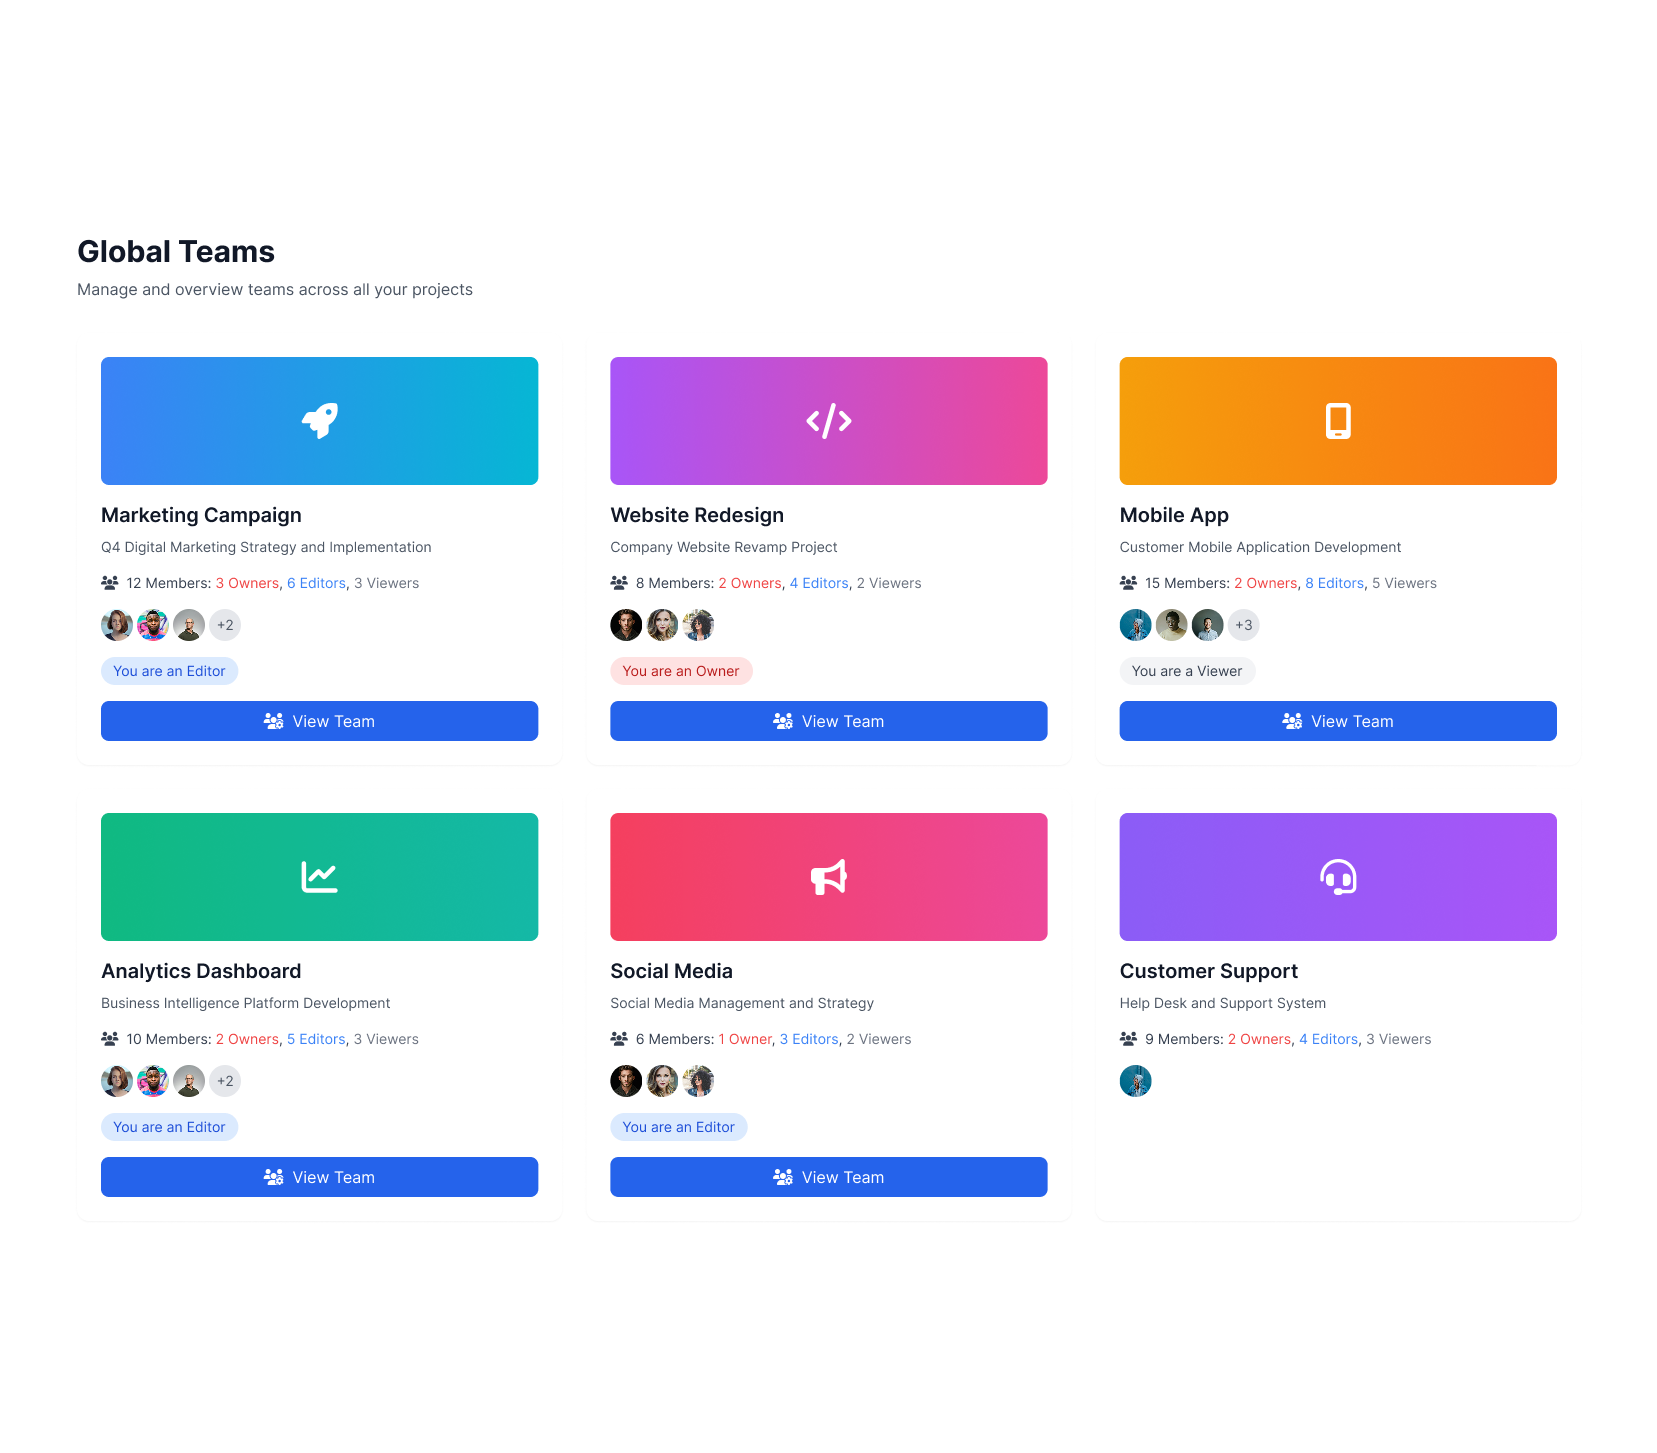 Global Teams
Manage and overview teams across all your projects
Marketing Campaign
Q4 Digital Marketing Strategy and Implementation
12 Members: 3 Owners, 6 Editors, 3 Viewers
+2
You are an Editor
View Team
Website Redesign
Company Website Revamp Project
8 Members: 2 Owners, 4 Editors, 2 Viewers
You are an Owner
View Team
Mobile App
Customer Mobile Application Development
15 Members: 2 Owners, 8 Editors, 5 Viewers
+3
You are a Viewer
View Team
Analytics Dashboard
Business Intelligence Platform Development
10 Members: 2 Owners, 5 Editors, 3 Viewers
+2
You are an Editor
View Team
Social Media
Social Media Management and Strategy
6 Members: 1 Owner, 3 Editors, 2 Viewers
You are an Editor
View Team
Customer Support
Help Desk and Support System
9 Members: 2 Owners, 4 Editors, 3 Viewers